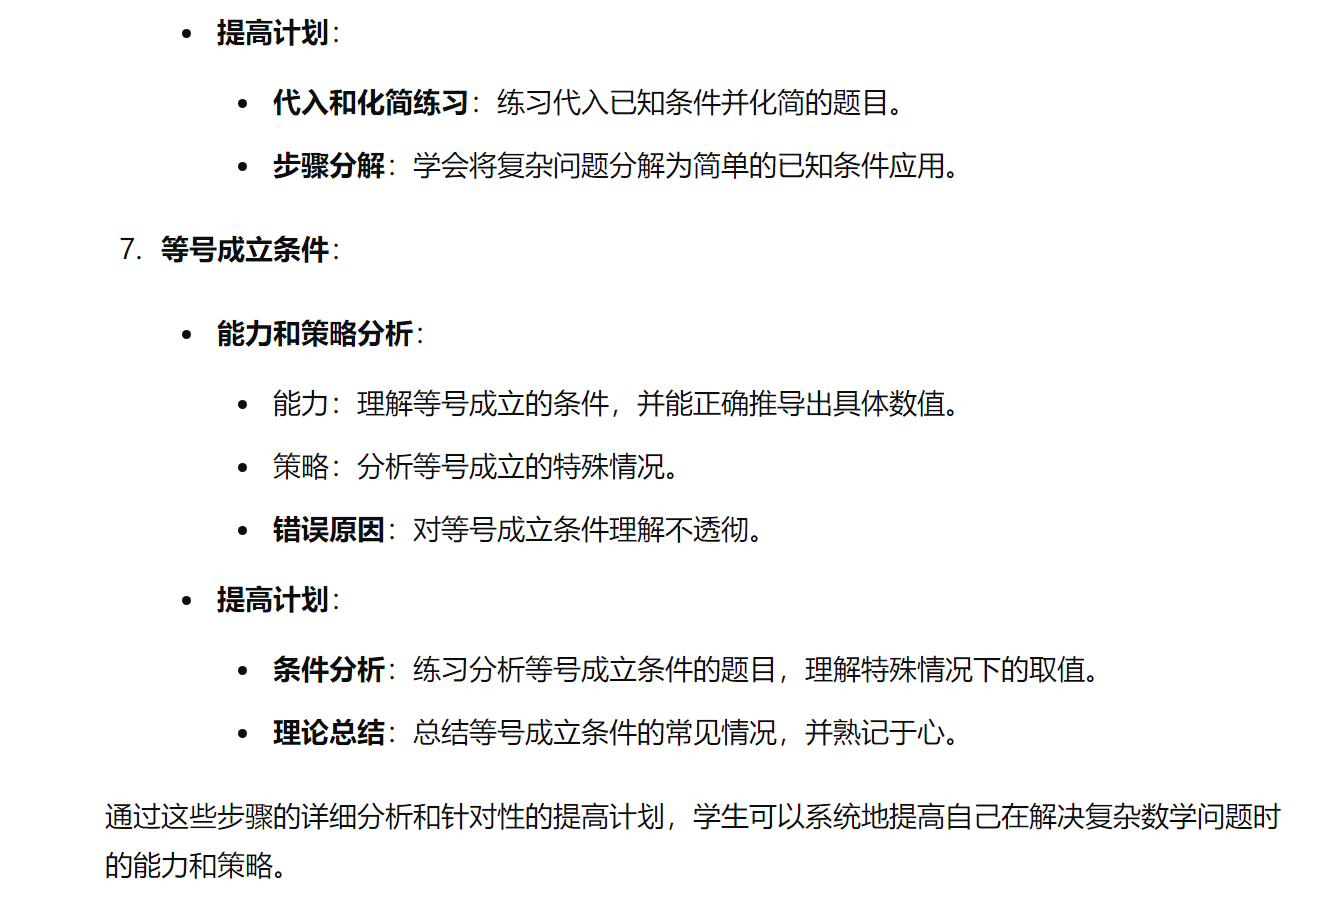 • 提高计划：
• 代入和化简练习：练习代入已知条件并化简的题目。
• 步骤分解：学会将复杂问题分解为简单的已知条件应用。
7. 等号成立条件：
• 能力和策略分析：
• 能力：理解等号成立的条件，并能正确推导出具体数值。
• 策略：分析等号成立的特殊情况。
• 错误原因：对等号成立条件理解不透彻。
• 提高计划：
• 条件分析：练习分析等号成立条件的题目，理解特殊情况下的取值。
• 理论总结：总结等号成立条件的常见情况，并熟记于心。
通过这些步骤的详细分析和针对性的提高计划，学生可以系统地提高自己在解决复杂数学问题时
的能力和策略。